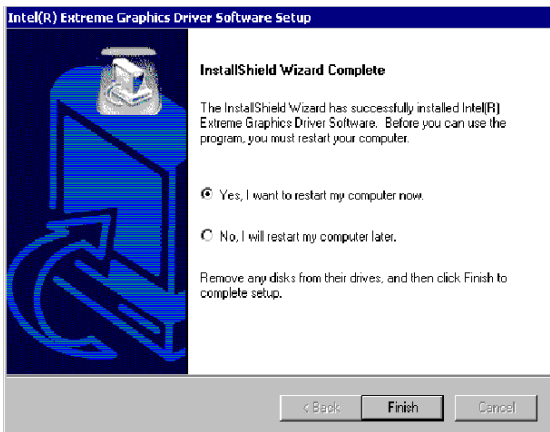 Intel(R) Extreme Graphics Driver Software Setup
InstallShield Wizard Complete
The InstallShield Wizard has successfully installed Intel(R)
Extreme Graphics Driver Software. Before you can use the
program, you must restart your computer.
Yes, I want to restart my computer now.
No, I will restart my computer later.
Remove any disks from their drives, and then click Finish to
complete setup.
< Back
Finish
Cancel